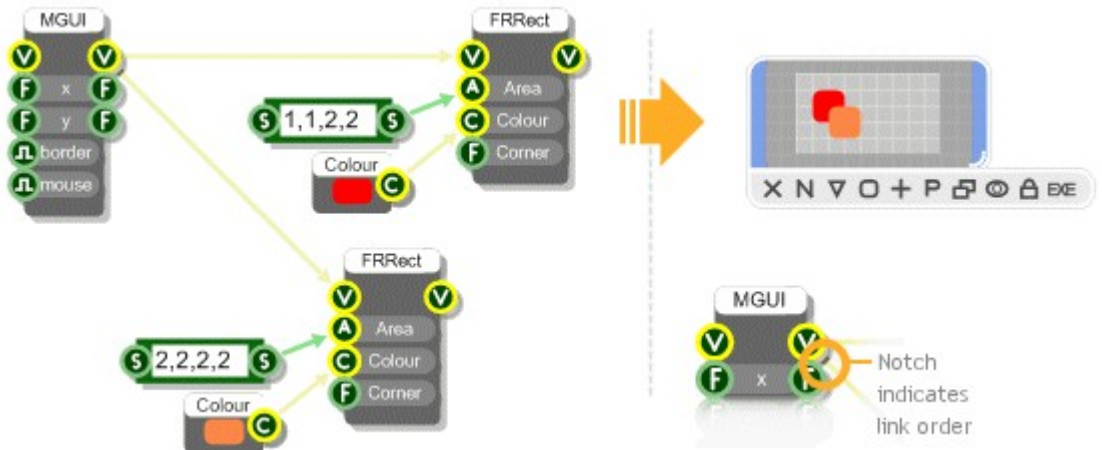 MGUI
V V
F x F
F y F
border
mouse
FRRect
V V
A Area
C Colour
F Corner
S 1,1,2,2 S
Colour
C
FRRect
V V
A Area
C Colour
F Corner
S 2,2,2,2 S
Colour
C
X N ▽ O + P EXE
MGUI
V V
F x F
Notch
indicates
link order